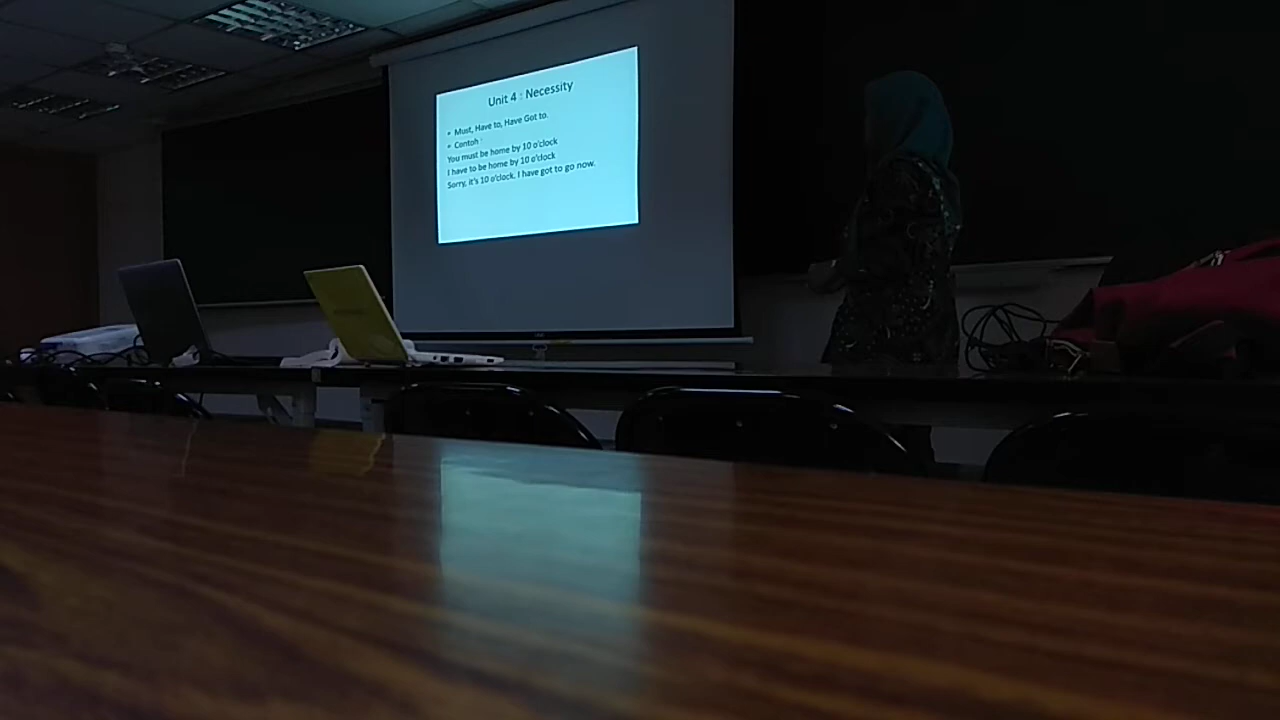 Unit 4 : Necessity
• Must, Have to, Have Got to.
• Contoh :
You must be home by 10 o'clock
I have to be home by 10 o'clock
Sorry, it's 10 o'clock. I have got to go now.